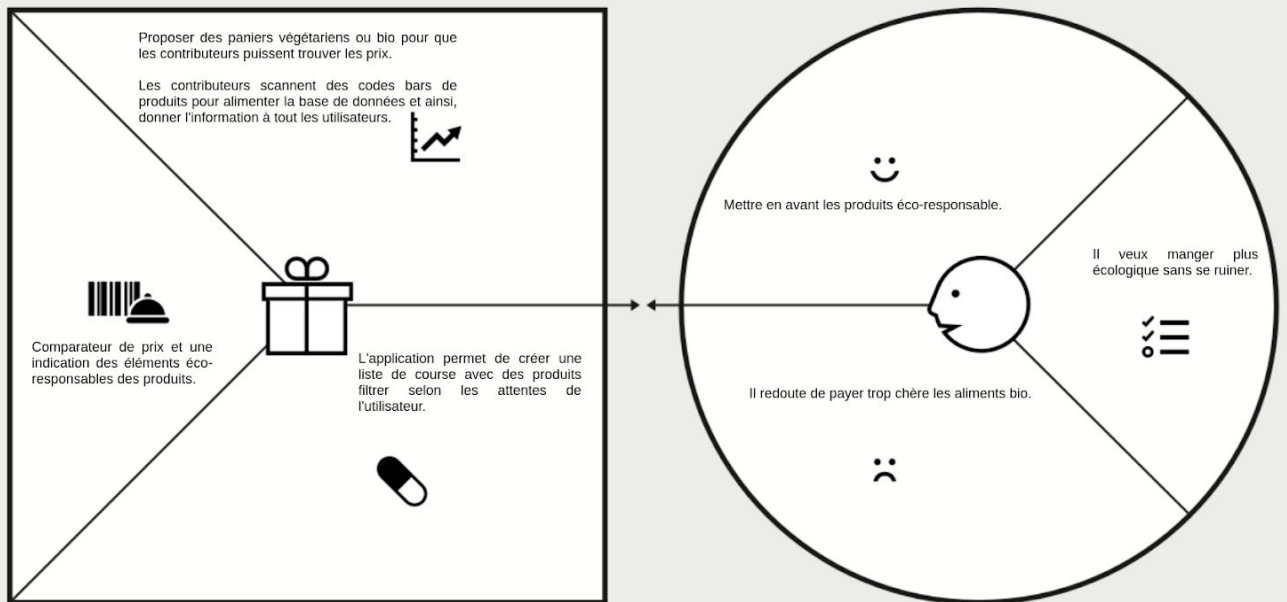 Proposer des paniers végétariens ou bio pour que
les contributeurs puissent trouver les prix.
Les contributeurs scannent des codes bars de
produits pour alimenter la base de données et ainsi,
donner l'information à tout les utilisateurs.
Comparateur de prix et une
indication des éléments éco-
responsables des produits.
L'application permet de créer une
liste de course avec des produits
filtrer selon les attentes de
l'utilisateur.
Mettre en avant les produits éco-responsable.
Il veux manger plus
écologique sans se ruiner.
Il redoute de payer trop chère les aliments bio.